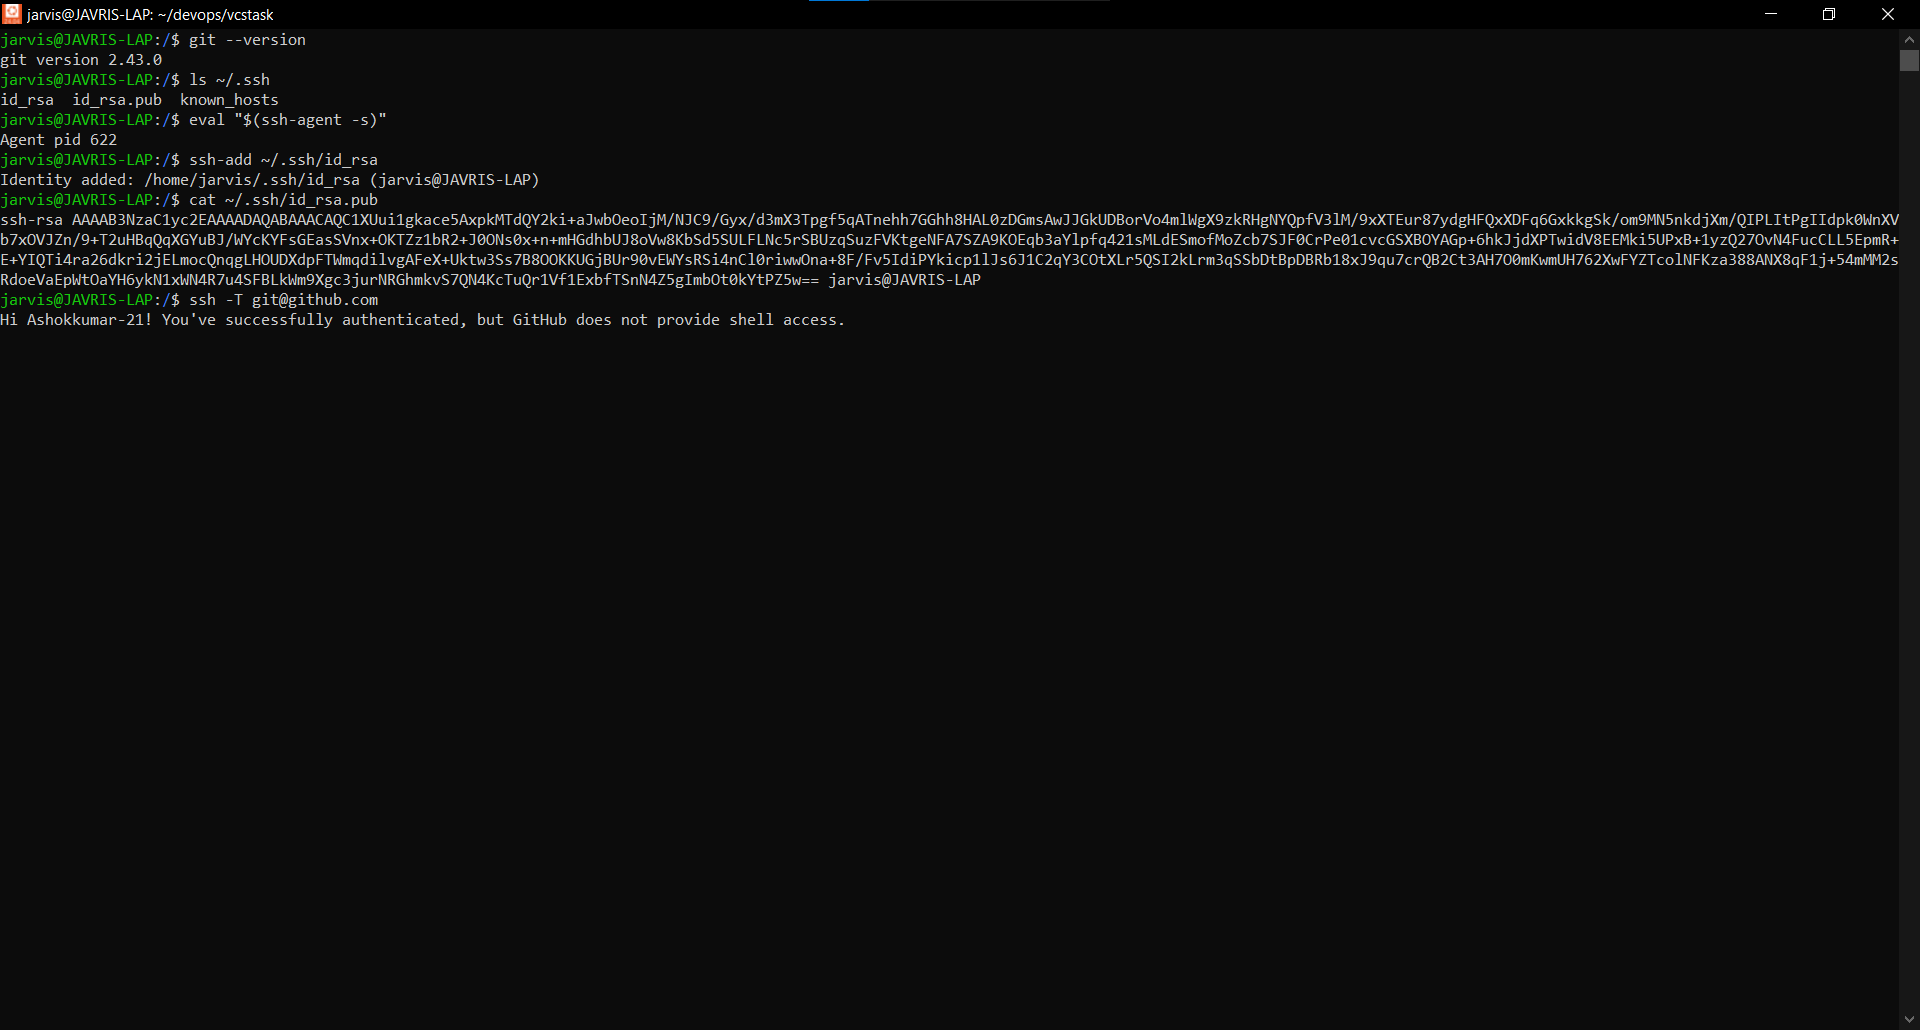 jarvis@JAVRIS-LAP: ~/devops/vcstask
jarvis@JAVRIS-LAP:/$ git --version
git version 2.43.0
jarvis@JAVRIS-LAP:/$ ls ~/.ssh
id_rsa  id_rsa.pub  known_hosts
jarvis@JAVRIS-LAP:/$ eval "$(ssh-agent -s)"
Agent pid 622
jarvis@JAVRIS-LAP:/$ ssh-add ~/.ssh/id_rsa
Identity added: /home/jarvis/.ssh/id_rsa (jarvis@JAVRIS-LAP)
jarvis@JAVRIS-LAP:/$ cat ~/.ssh/id_rsa.pub
ssh-rsa AAAAB3NzaC1yc2EAAAADAQABAAACAQC1XUui1gkace5AxpkMTdQY2ki+aJwbOeoIjM/NJC9/Gyx/d3mX3Tpgf5qATnehh7GGhh8HAL0zDGmsAwJJGkUDBorVo4mlWgX9zkRHgNYQpfV3lM/9xXTEur87ydgHFQxXDFq6GxkkgSk/om9MN5nkdjXm/QIPLItPgIIdpk0WnXV
b7xOVJZn/9+T2uHBqQqXGYuBJ/WYcKYFsGEasSVnx+OKTZz1bR2+J0ONs0x+n+mHGdhbUJ8oVw8KbSd5SULFLNc5rSBUzqSuzFVKtgeNFA7SZA9KOEqb3aYlpfq421sMLdESmofMoZcb7SJF0CrPe01cvcGSXBOYAGp+6hkJjdXPTwidV8EEMki5UPxB+1yzQ27OvN4FucCLL5EpmR+
E+YIQTi4ra26dkri2jELmocQnqgLHOUDXdpFTWmqdilvgAFeX+Uktw3Ss7B8OOKKUGjBUr90vEWYsRSi4nCl0riwwOna+8F/Fv5IdiPYkicp1lJs6J1C2qY3COtXLr5QSI2kLrm3qSSbDtBpDBRb18xJ9qu7crQB2Ct3AH7O0mKwmUH762XwFYZTcolNFKza388ANX8qF1j+54mMM2s
RdoeVaEpWtOaYH6ykN1xWN4R7u4SFBLkWm9Xgc3jurNRGhmkvS7QN4KcTuQr1Vf1ExbfTSnN4Z5gImbOt0kYtPZ5w== jarvis@JAVRIS-LAP
jarvis@JAVRIS-LAP:/$ ssh -T git@github.com
Hi Ashokkumar-21! You've successfully authenticated, but GitHub does not provide shell access.